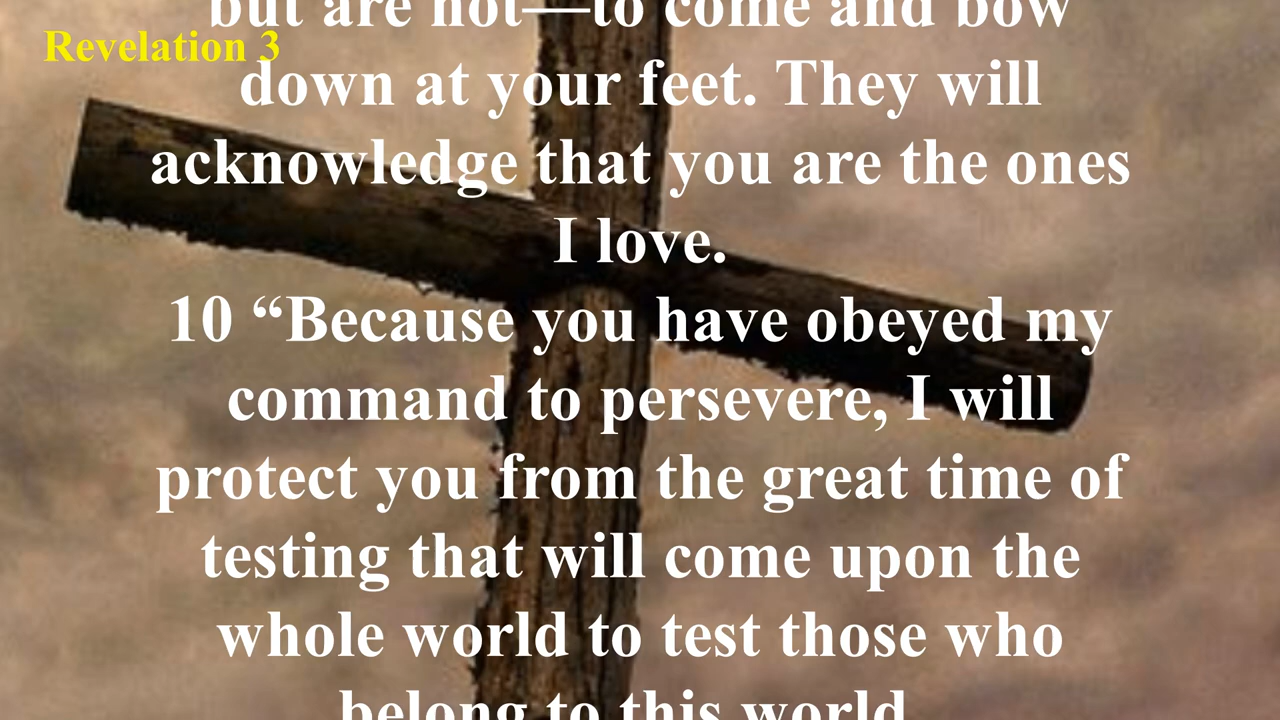 but are not—to come and bow
Revelation 3
down at your feet. They will
acknowledge that you are the ones
I love.
10 “Because you have obeyed my
command to persevere, I will
protect you from the great time of
testing that will come upon the
whole world to test those who
belong to this world